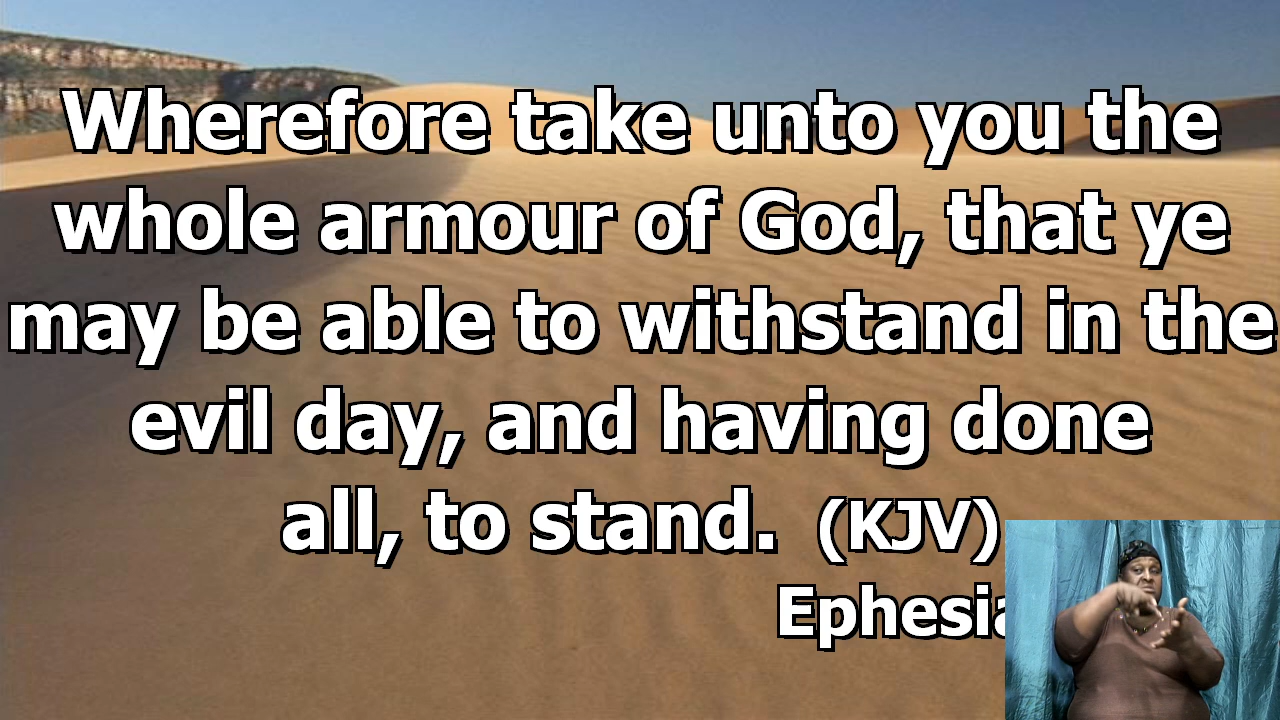 Wherefore take unto you the
whole armour of God, that ye
may be able to withstand in the
evil day, and having done
all, to stand. (KJV)